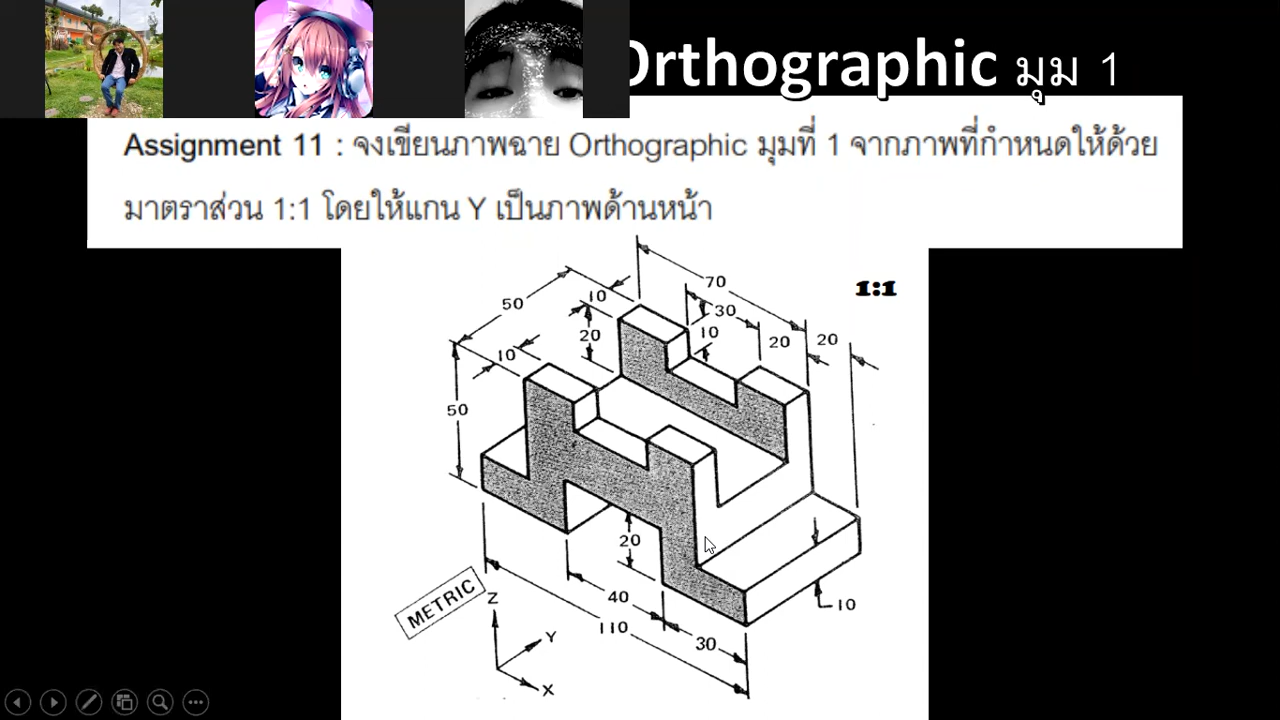 Orthographic มุม 1
Assignment 11 : จงเขียนภาพฉาย Orthographic มุมที่ 1 จากภาพที่กำหนดให้ด้วย
มาตราส่วน 1:1 โดยให้แกน Y เป็นภาพด้านหน้า
1:1
70
50
10
30
20
10
20
20
10
50
20
40
110
30
10
METRIC
Z
Y
X